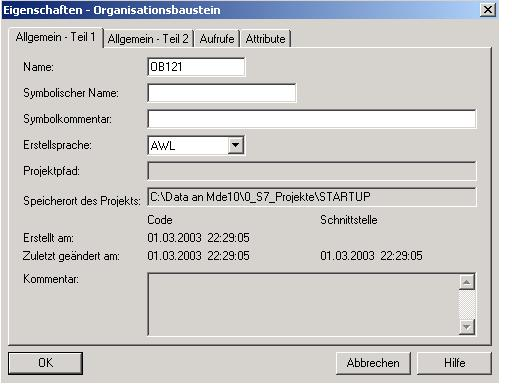 Eigenschaften - Organisationsbaustein
Allgemein - Teil 1 Allgemein - Teil 2 Aufrufe Attribute
Name: OB121
Symbolischer Name:
Symbolkommentar:
Erstellsprache: AWL
Projektpfad:
Speicherort des Projekts: C:\Data an Mde10\0_S7_Projekte\STARTUP
Code Schnittstelle
Erstellt am: 01.03.2003 22:29:05
Zuletzt geändert am: 01.03.2003 22:29:05 01.03.2003 22:29:05
Kommentar:
OK Abbrechen Hilfe